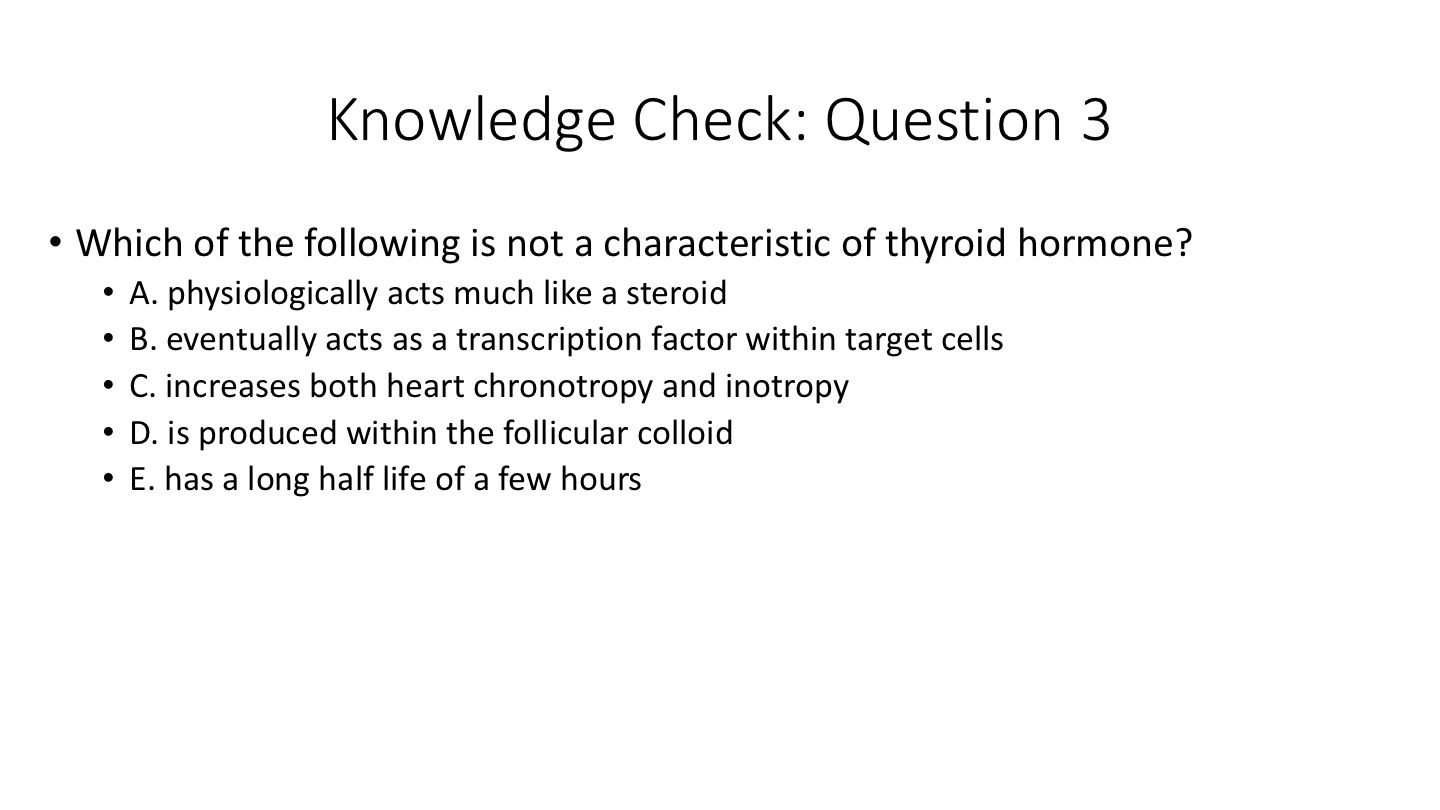 Knowledge Check: Question 3
• Which of the following is not a characteristic of thyroid hormone?
• A. physiologically acts much like a steroid
• B. eventually acts as a transcription factor within target cells
• C. increases both heart chronotropy and inotropy
• D. is produced within the follicular colloid
• E. has a long half life of a few hours